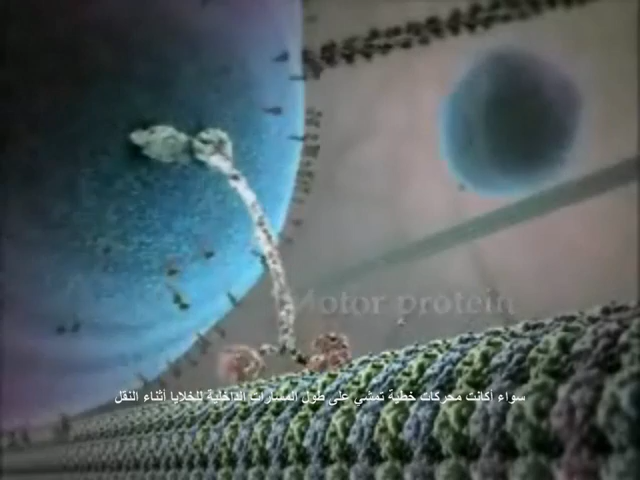 Motor protein
سواء أكانت محركات خطية تمشي على طول المسارات الداخلية للخلايا أثناء النقل